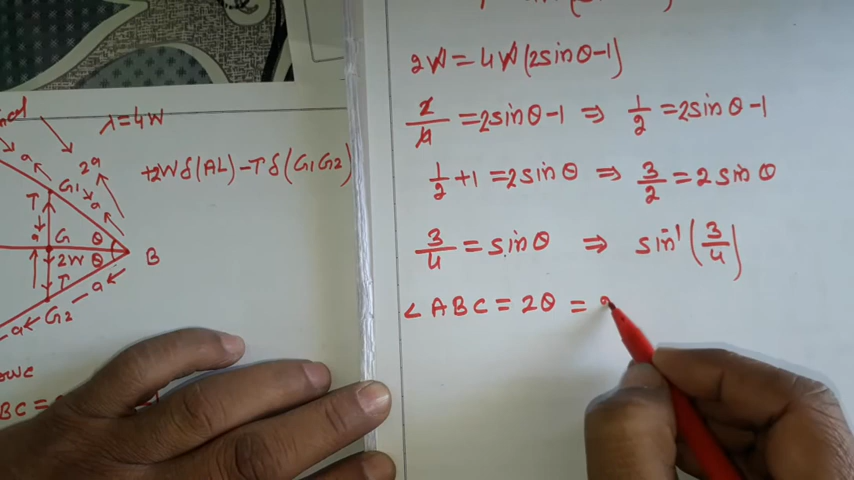 λ=4W
+2Wδ(AL)-Tδ(G1G2)
2a
a
a
G1
T
a
a
a
G
θ
B
2W
θ
T
a
a
G2
a
BC=
2W=4W(2sinθ-1)
2/4=2sinθ-1 ⇒ 1/2=2sinθ-1
1/2+1=2sinθ ⇒ 3/2=2sinθ
3/4=sinθ ⇒ sin⁻¹(3/4)
∠ABC=2θ=